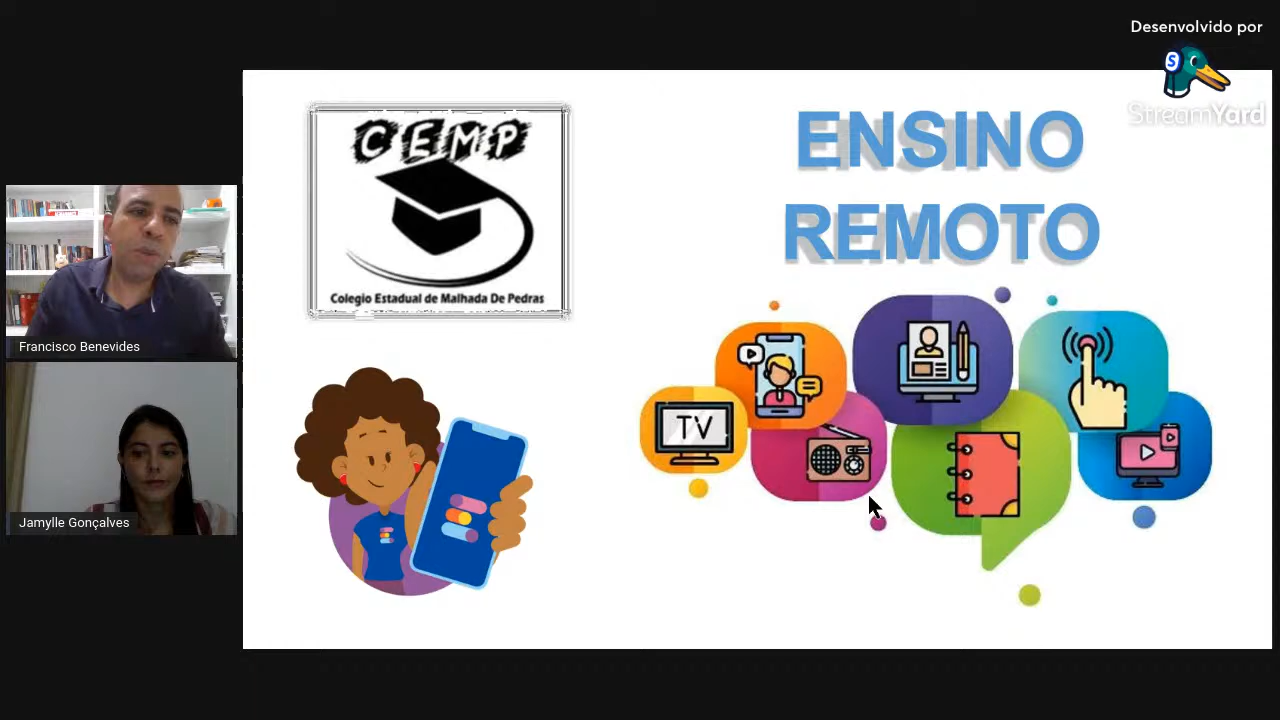 Desenvolvido por
S
StreamYard
CEMP
Colegio Estadual de Malhada De Pedras
ENSINO
REMOTO
TV
Francisco Benevides
Jamylle Gonçalves